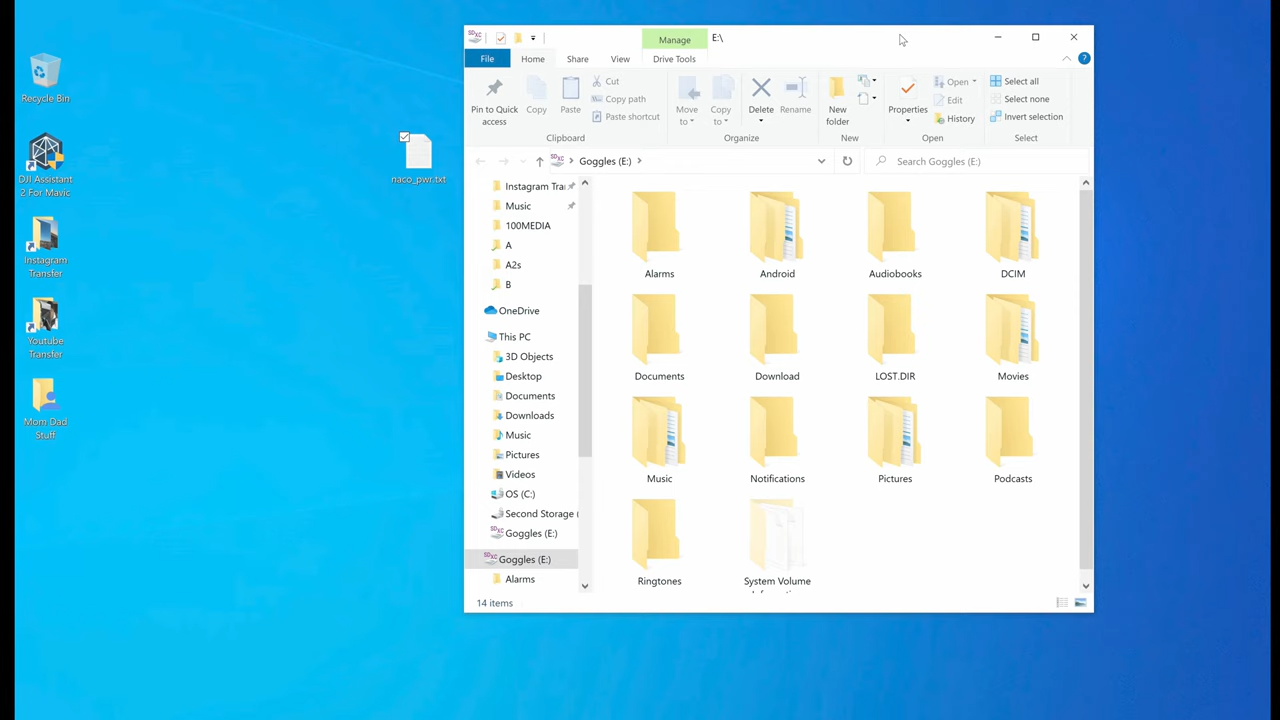 Recycle Bin
DJI Assistant
2 For Mavic
Instagram
Transfer
Youtube
Transfer
Mom Dad
Stuff
naco_pwr.txt
SD
XC
Manage
E:\
File
Home
Share
View
Drive Tools
?
Pin to Quick
access
Copy
Paste
Cut
Copy path
Paste shortcut
Clipboard
Move
to
Copy
to
Delete
Rename
Organize
New
folder
New
Properties
Open
Edit
History
Open
Select all
Select none
Invert selection
Select
Goggles (E:)
Search Goggles (E:)
Instagram Tra
Music
100MEDIA
A
A2s
B
OneDrive
This PC
3D Objects
Desktop
Documents
Downloads
Music
Pictures
Videos
OS (C:)
Second Storage (
Goggles (E:)
Goggles (E:)
Alarms
Alarms
Android
Audiobooks
DCIM
Documents
Download
LOST.DIR
Movies
Music
Notifications
Pictures
Podcasts
Ringtones
System Volume
14 items